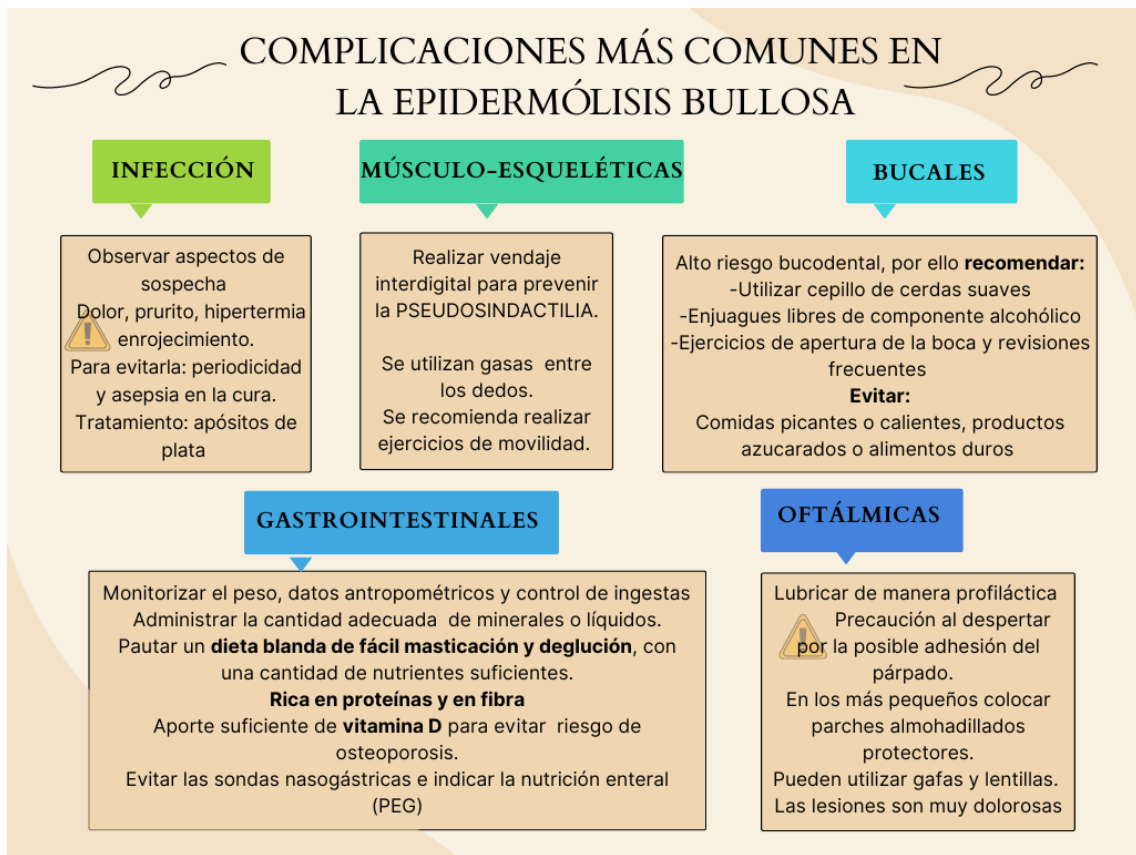 COMPLICACIONES MÁS COMUNES EN
LA EPIDERMÓLISIS BULLOSA
INFECCIÓN
Observar aspectos de
sospecha
Dolor, prurito, hipertermia
enrojecimiento.
Para evitarla: periodicidad
y asepsia en la cura.
Tratamiento: apósitos de
plata
MÚSCULO-ESQUELÉTICAS
Realizar vendaje
interdigital para prevenir
la PSEUDOSINDACTILIA.
Se utilizan gasas entre
los dedos.
Se recomienda realizar
ejercicios de movilidad.
BUCALES
Alto riesgo bucodental, por ello recomendar:
-Utilizar cepillo de cerdas suaves
-Enjuagues libres de componente alcohólico
-Ejercicios de apertura de la boca y revisiones
frecuentes
Evitar:
Comidas picantes o calientes, productos
azucarados o alimentos duros
GASTROINTESTINALES
Monitorizar el peso, datos antropométricos y control de ingestas
Administrar la cantidad adecuada de minerales o líquidos.
Pautar un dieta blanda de fácil masticación y deglución, con
una cantidad de nutrientes suficientes.
Rica en proteínas y en fibra
Aporte suficiente de vitamina D para evitar riesgo de
osteoporosis.
Evitar las sondas nasogástricas e indicar la nutrición enteral
(PEG)
OFTÁLMICAS
Lubricar de manera profiláctica
Precaución al despertar
por la posible adhesión del
párpado.
En los más pequeños colocar
parches almohadillados
protectores.
Pueden utilizar gafas y lentillas.
Las lesiones son muy dolorosas